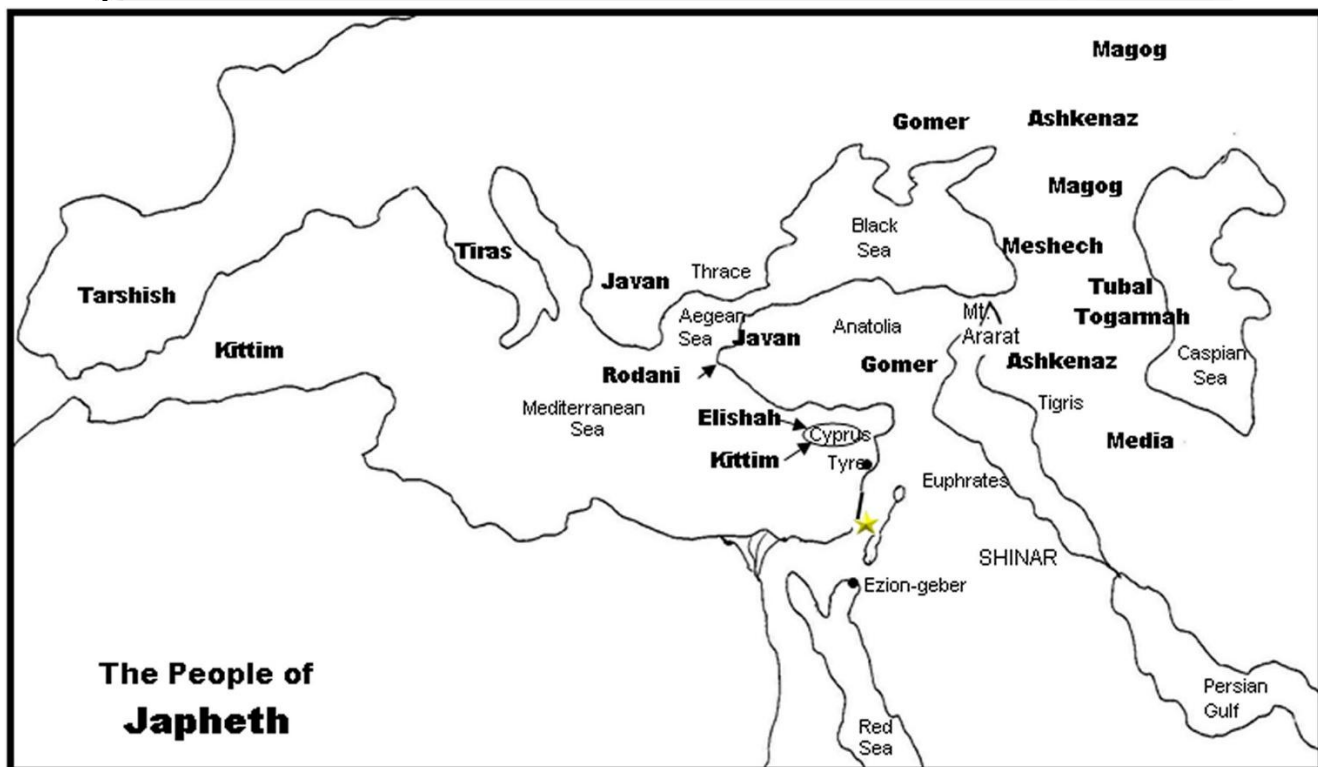 Magog
Gomer
Ashkenaz
Magog
Black
Sea
Meshech
Tiras
Thrace
Javan
Tarshish
Tubal
Aegean
Sea
Anatolia
Mt.
Ararat
Togarmah
Javan
Kittim
Gomer
Ashkenaz
Caspian
Sea
Rodani
Tigris
Mediterranean
Sea
Elishah
Cyprus
Media
Kittim
Tyre
Euphrates
SHINAR
Ezion-geber
The People of
Japheth
Persian
Gulf
Red
Sea